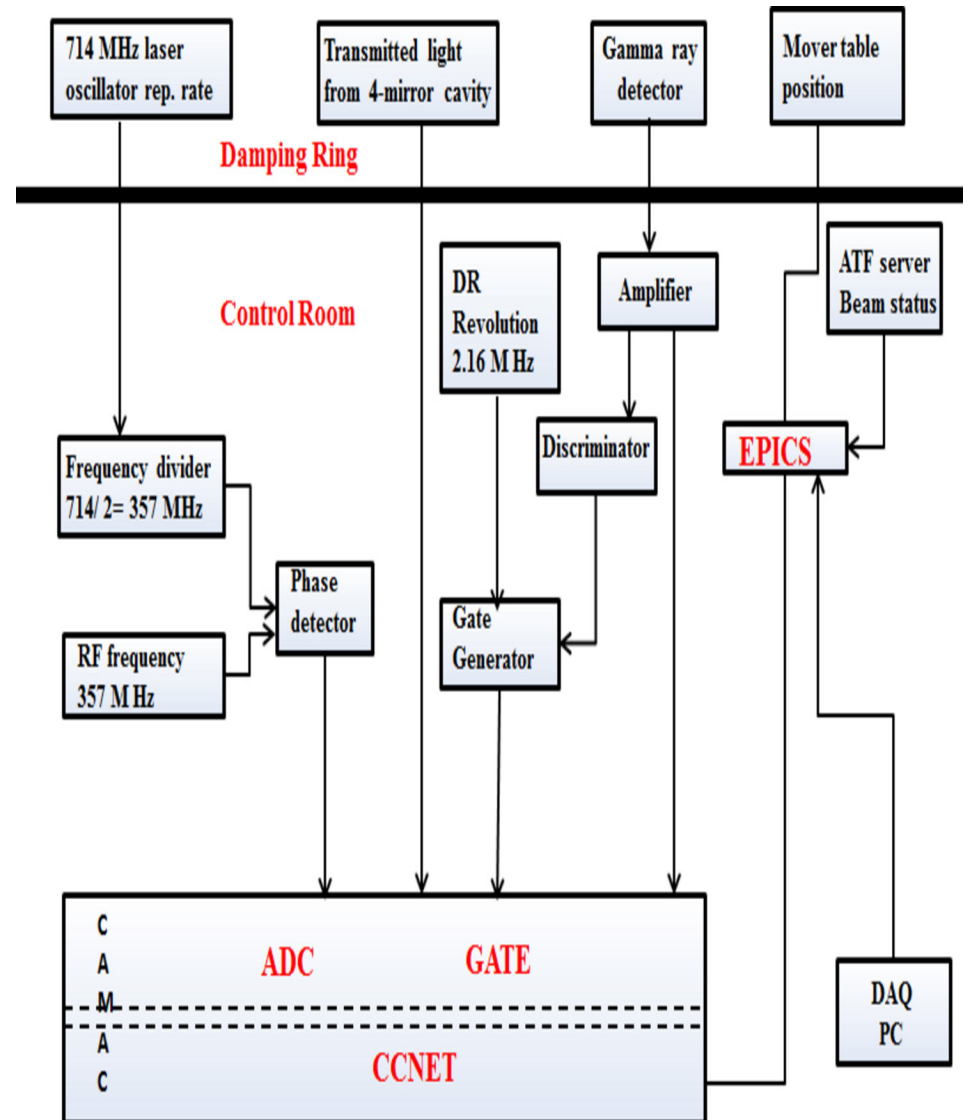 714 MHz laser
oscillator rep. rate
Transmitted light
from 4-mirror cavity
Gamma ray
detector
Mover table
position
Damping Ring
Control Room
DR
Revolution
2.16 M Hz
Amplifier
ATF server
Beam status
Discriminator
EPICS
Frequency divider
714/ 2= 357 MHz
Phase
detector
Gate
Generator
RF frequency
357 M Hz
C
A
M
A
C
ADC
GATE
CCNET
DAQ
PC